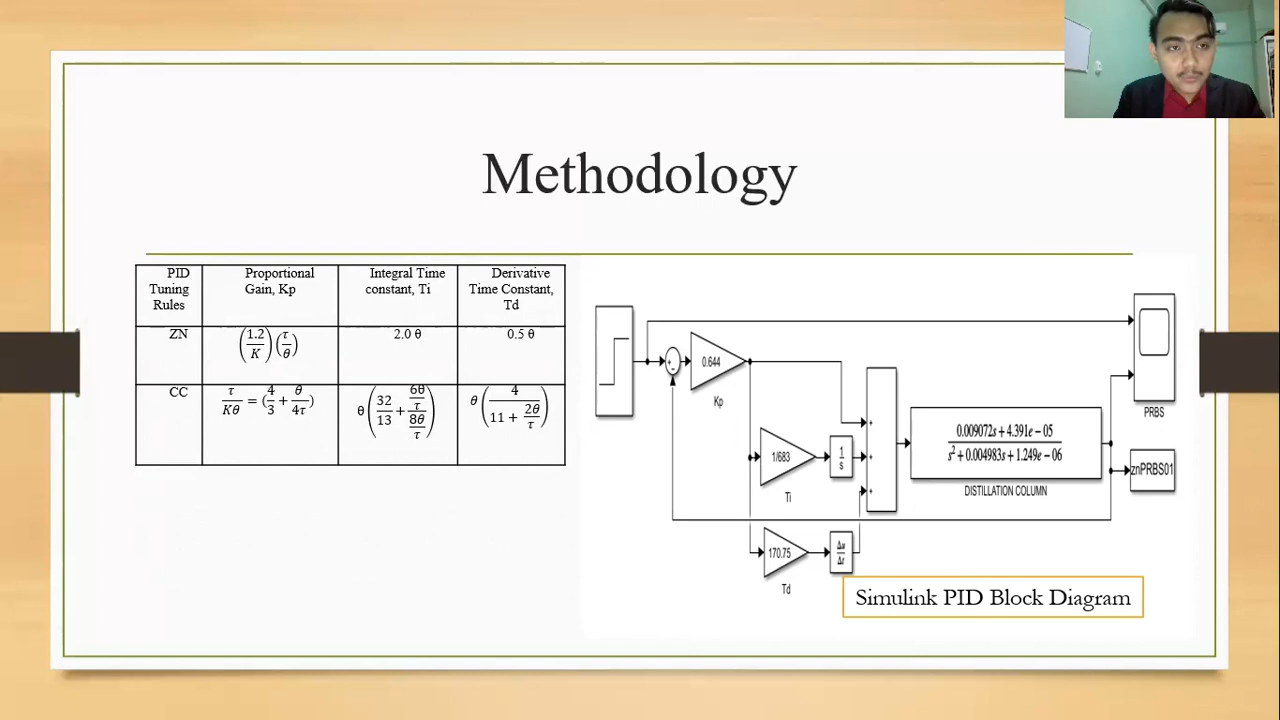 Methodology
PID Tuning Rules
Proportional Gain, Kp
Integral Time constant, Ti
Derivative Time Constant, Td
ZN
(1.2/K)(τ/θ)
2.0 θ
0.5 θ
CC
τ/Kθ = (4/3 + θ/4τ)
θ((32 + 6θ/τ)/(13 + 8θ/τ))
θ(4/(11 + 2θ/τ))
0.644
Kp
1/683
1/s
Ti
170.75
Δu/Δt
Td
0.009072s + 4.391e − 05
s² + 0.004983s + 1.249e − 06
DISTILLATION COLUMN
PRBS
znPRBS01
Simulink PID Block Diagram